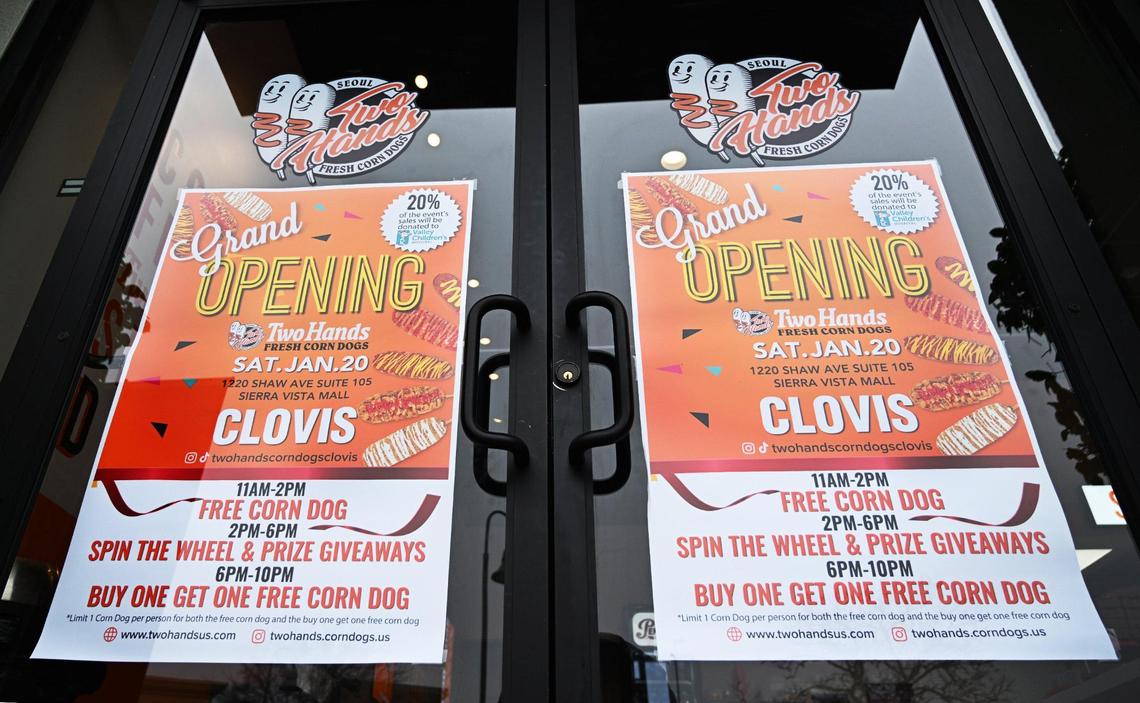 SEOUL
Two
Hands
FRESH CORN DOGS
Grand
OPENING
20%
of the event's
sales will be
donated to
Valley
Children's
Two Hands
FRESH CORN DOGS
SAT. JAN. 20
1220 SHAW AVE SUITE 105
SIERRA VISTA MALL
CLOVIS
twohandscorndogsclovis
11AM-2PM
FREE CORN DOG
2PM-6PM
SPIN THE WHEEL & PRIZE GIVEAWAYS
6PM-10PM
BUY ONE GET ONE FREE CORN DOG
*Limit 1 Corn Dog per person for both the free corn dog and the buy one get one free corn dog
www.twohandsus.com twohands.corndogs.us
SEOUL
Two
Hands
FRESH CORN DOGS
Grand
OPENING
20%
of the event's
sales will be
donated to
Valley
Children's
Two Hands
FRESH CORN DOGS
SAT. JAN. 20
1220 SHAW AVE SUITE 105
SIERRA VISTA MALL
CLOVIS
twohandscorndogsclovis
11AM-2PM
FREE CORN DOG
2PM-6PM
SPIN THE WHEEL & PRIZE GIVEAWAYS
6PM-10PM
BUY ONE GET ONE FREE CORN DOG
*Limit 1 Corn Dog per person for both the free corn dog and the buy one get one free corn dog
www.twohandsus.com twohands.corndogs.us